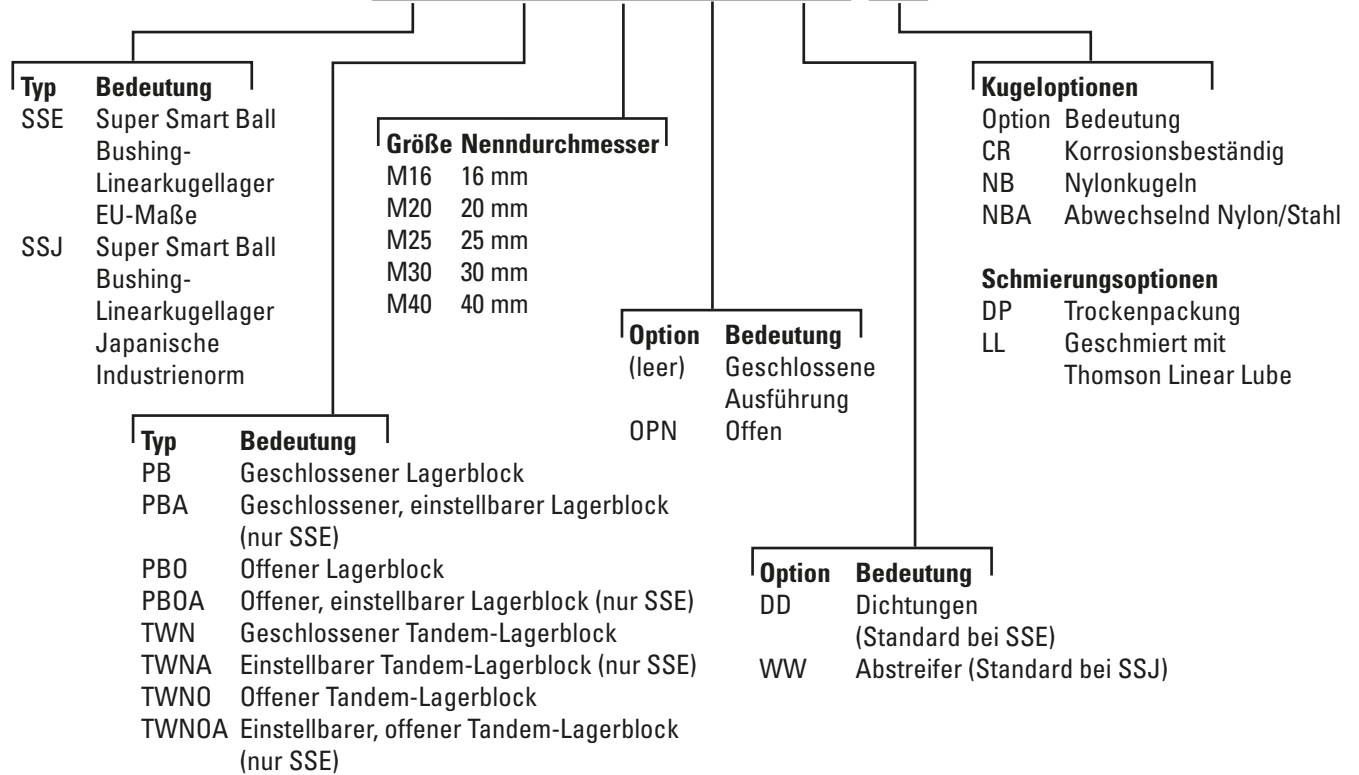 Typ Bedeutung
SSE Super Smart Ball
Bushing-
Linearkugellager
EU-Maße
SSJ Super Smart Ball
Bushing-
Linearkugellager
Japanische
Industrienorm
Größe Nenndurchmesser
M16 16 mm
M20 20 mm
M25 25 mm
M30 30 mm
M40 40 mm
Kugeloptionen
Option Bedeutung
CR Korrosionsbeständig
NB Nylonkugeln
NBA Abwechselnd Nylon/Stahl
Schmierungsoptionen
DP Trockenpackung
LL Geschmiert mit
Thomson Linear Lube
Option Bedeutung
(leer) Geschlossene
Ausführung
OPN Offen
Typ Bedeutung
PB Geschlossener Lagerblock
PBA Geschlossener, einstellbarer Lagerblock
(nur SSE)
PBO Offener Lagerblock
PBOA Offener, einstellbarer Lagerblock (nur SSE)
TWN Geschlossener Tandem-Lagerblock
TWNA Einstellbarer Tandem-Lagerblock (nur SSE)
TWNO Offener Tandem-Lagerblock
TWNOA Einstellbarer, offener Tandem-Lagerblock
(nur SSE)
Option Bedeutung
DD Dichtungen
(Standard bei SSE)
WW Abstreifer (Standard bei SSJ)